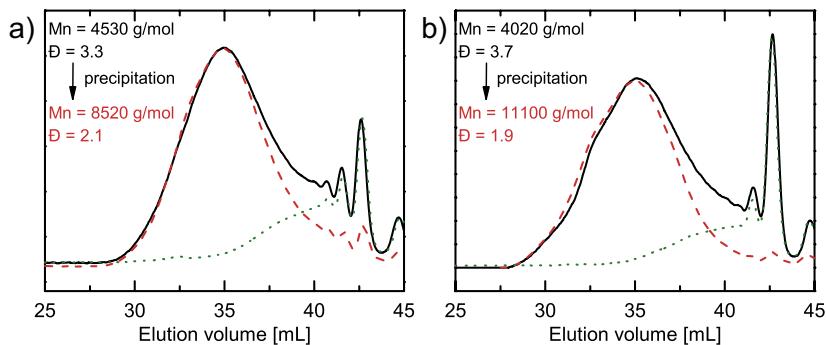 a)
Mn = 4530 g/mol
Đ = 3.3
precipitation
Mn = 8520 g/mol
Đ = 2.1
25 30 35 40 45
Elution volume [mL]
b)
Mn = 4020 g/mol
Đ = 3.7
precipitation
Mn = 11100 g/mol
Đ = 1.9
25 30 35 40 45
Elution volume [mL]